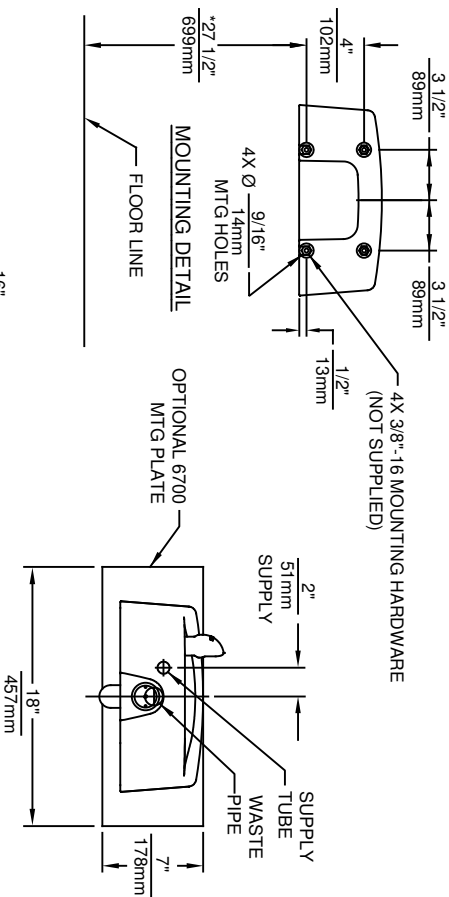 3 1/2"
89mm
3 1/2"
89mm
4"
102mm
*27 1/2"
699mm
1/2"
13mm
4X 3/8"-16 MOUNTING HARDWARE
(NOT SUPPLIED)
4X Ø 9/16"
14mm
MTG HOLES
MOUNTING DETAIL
FLOOR LINE
2"
51mm
SUPPLY
OPTIONAL 6700
MTG PLATE
SUPPLY
TUBE
WASTE
PIPE
7"
178mm
18"
457mm
16"